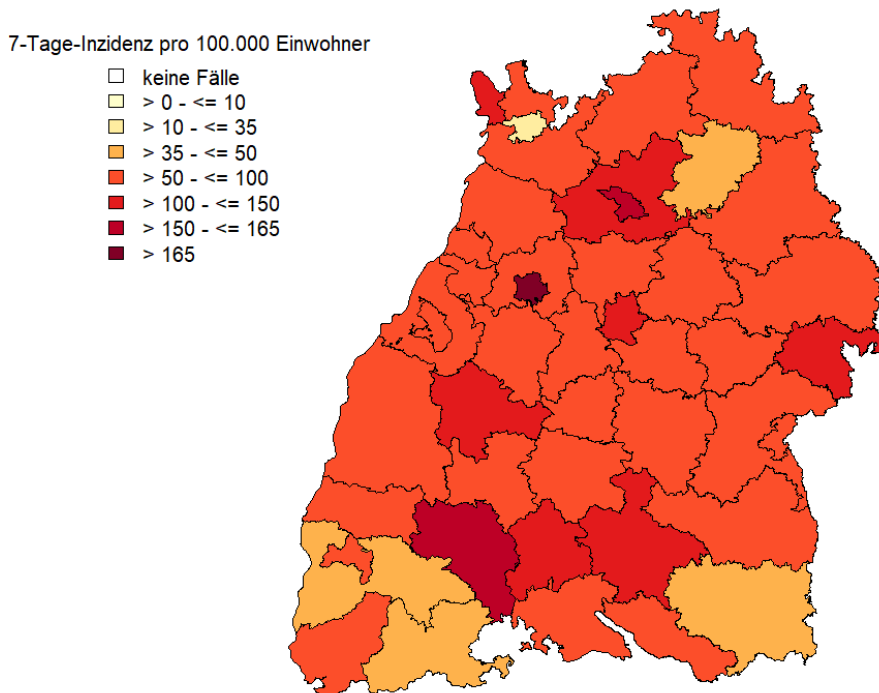 7-Tage-Inzidenz pro 100.000 Einwohner
keine Fälle
> 0 - <= 10
> 10 - <= 35
> 35 - <= 50
> 50 - <= 100
> 100 - <= 150
> 150 - <= 165
> 165